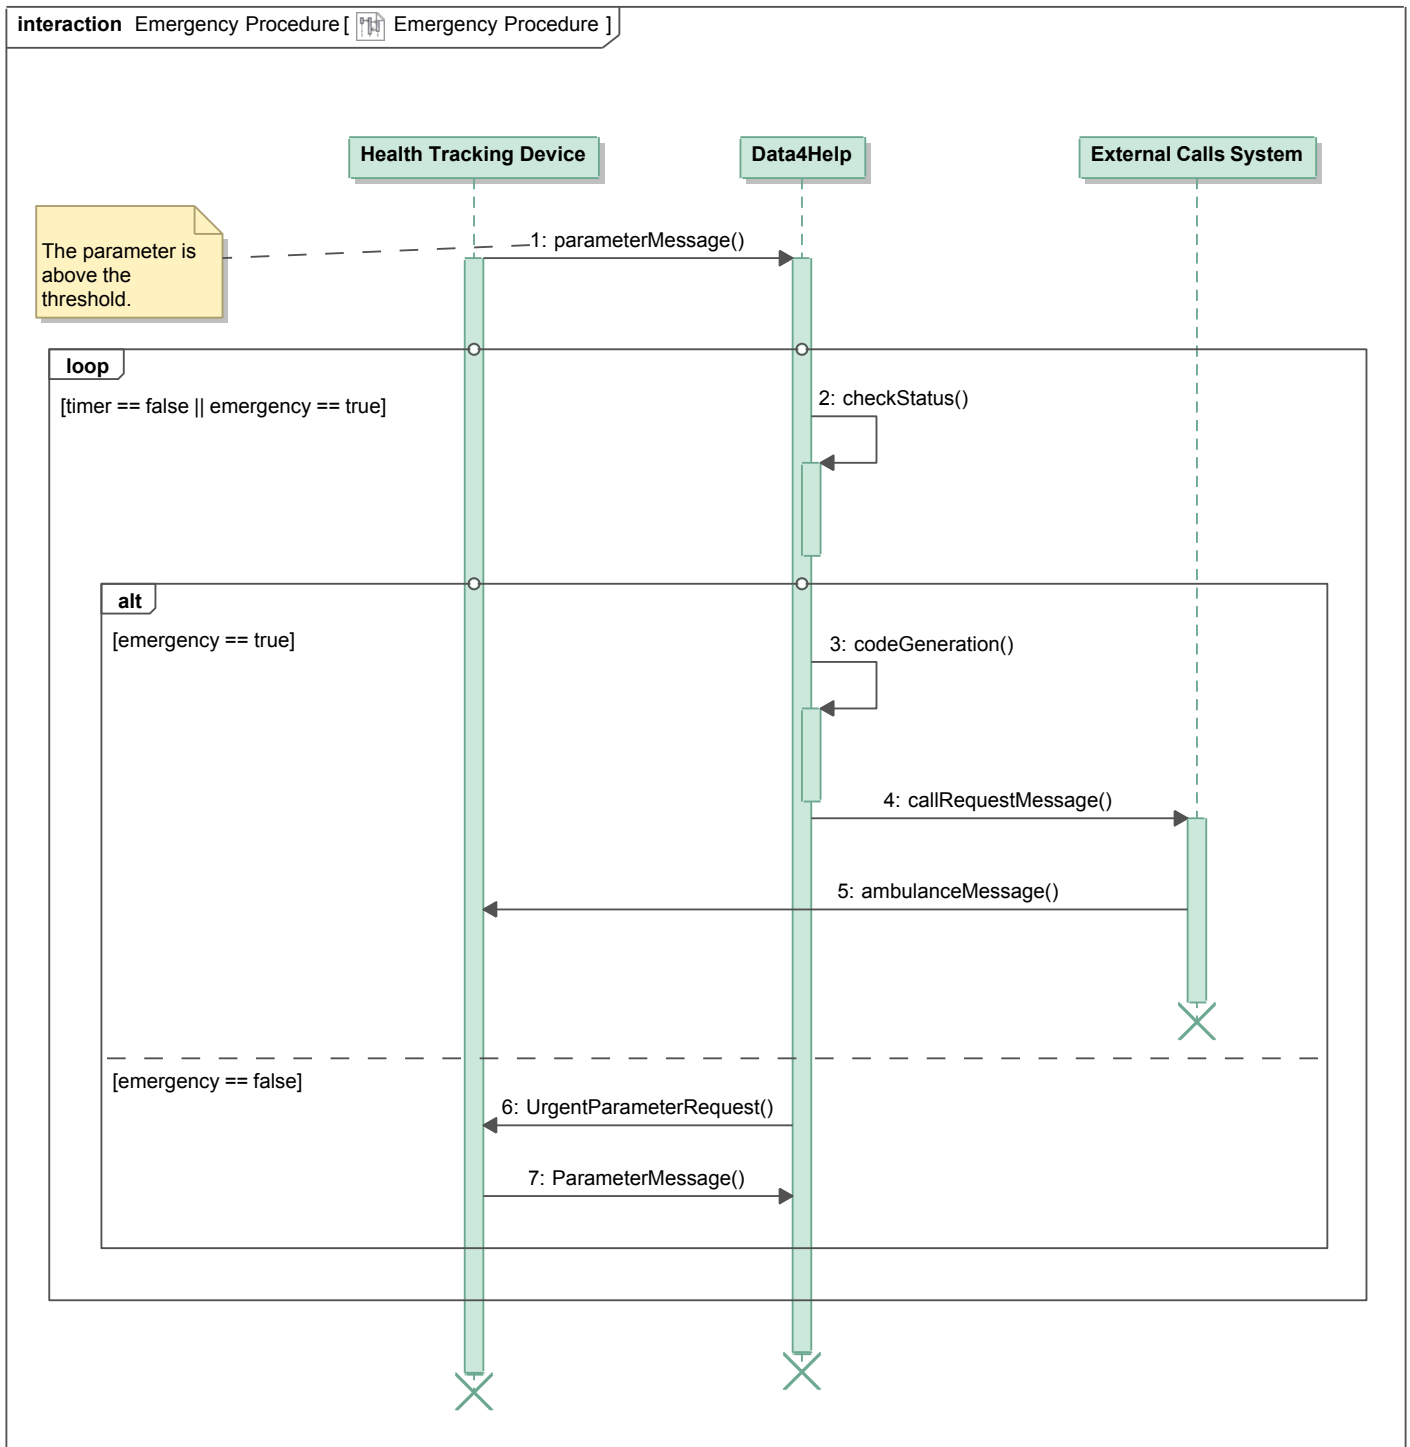 interaction Emergency Procedure [ Emergency Procedure ]
Health Tracking Device
Data4Help
External Calls System
The parameter is
above the
threshold.
1: parameterMessage()
loop
[timer == false || emergency == true]
2: checkStatus()
alt
[emergency == true]
3: codeGeneration()
4: callRequestMessage()
5: ambulanceMessage()
[emergency == false]
6: UrgentParameterRequest()
7: ParameterMessage()